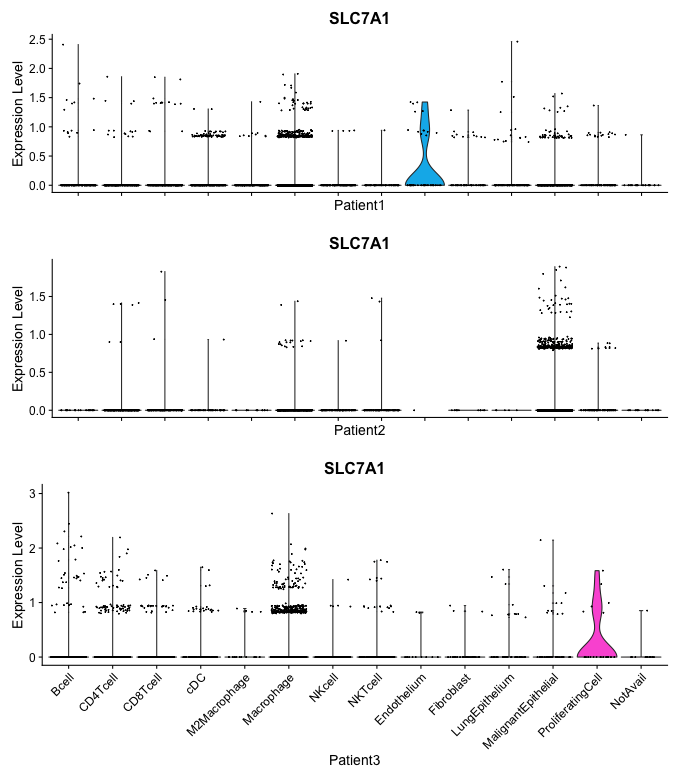 SLC7A1
Expression Level
2.5
2.0
1.5
1.0
0.5
0.0
Patient1
SLC7A1
Expression Level
1.5
1.0
0.5
0.0
Patient2
SLC7A1
Expression Level
3
2
1
0
Bcell
CD4Tcell
CD8Tcell
cDC
M2Macrophage
Macrophage
NKcell
NKTcell
Endothelium
Fibroblast
LungEpithelium
MalignantEpithelial
ProliferatingCell
NotAvail
Patient3